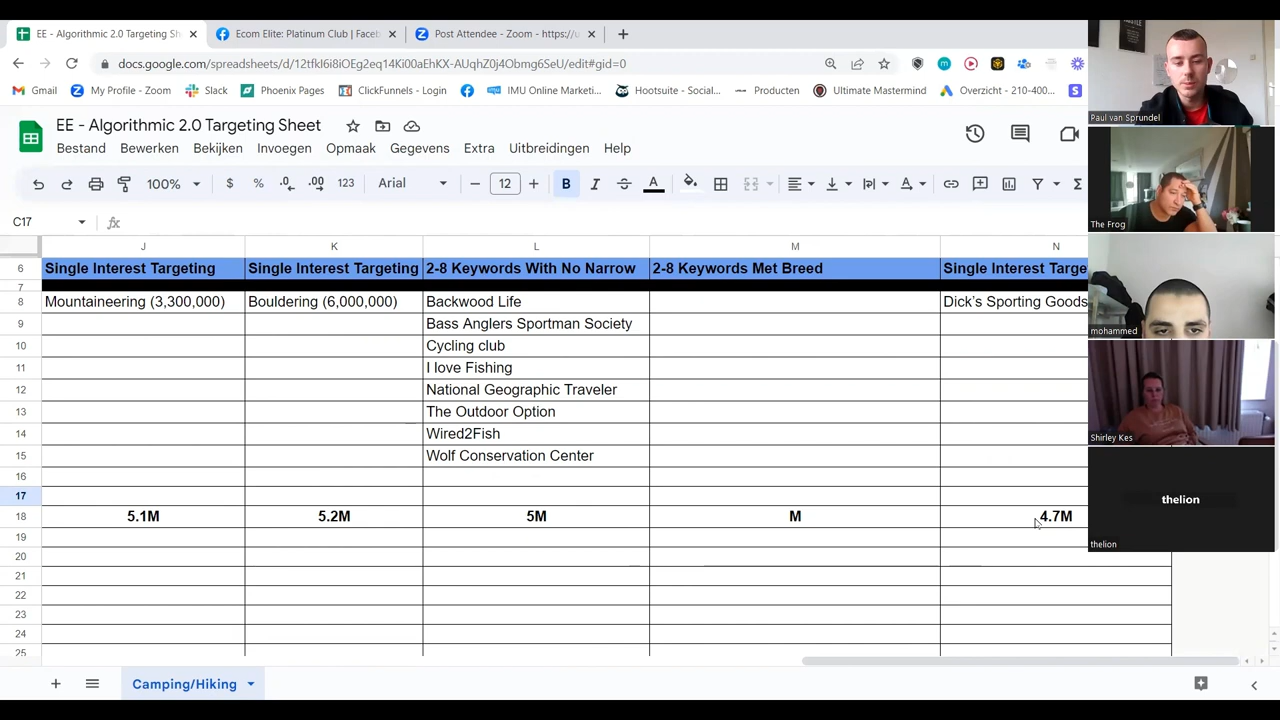 EE - Algorithmic 2.0 Targeting Sh
Ecom Elite: Platinum Club | Faceb
Post Attendee - Zoom - https://u
docs.google.com/spreadsheets/d/12tfkI6i8iOEg2eq14Ki00aEhKX-AUqhZg4Obmg6SeU/edit#gid=0
Gmail
My Profile - Zoom
Slack
Phoenix Pages
ClickFunnels - Login
IMU Online Marketi...
Hootsuite - Social...
Producten
Ultimate Mastermind
Overzicht - 210-400...
EE - Algorithmic 2.0 Targeting Sheet
Bestand Bewerken Bekijken Invoegen Opmaak Gegevens Extra Uitbreidingen Help
100% $ % .0 .00 123 Arial 12 B I A
C17 fx
J K L M N
6 Single Interest Targeting Single Interest Targeting 2-8 Keywords With No Narrow 2-8 Keywords Met Breed Single Interest Targe
7
8 Mountaineering (3,300,000) Bouldering (6,000,000) Backwood Life Dick's Sporting Goods
9 Bass Anglers Sportman Society
10 Cycling club
11 I love Fishing
12 National Geographic Traveler
13 The Outdoor Option
14 Wired2Fish
15 Wolf Conservation Center
16
17
18 5.1M 5.2M 5M M 4.7M
19
20
21
22
23
24
25
Camping/Hiking
Paul van Sprundel
The Frog
mohammed
Shirley Kes
thelion
thelion